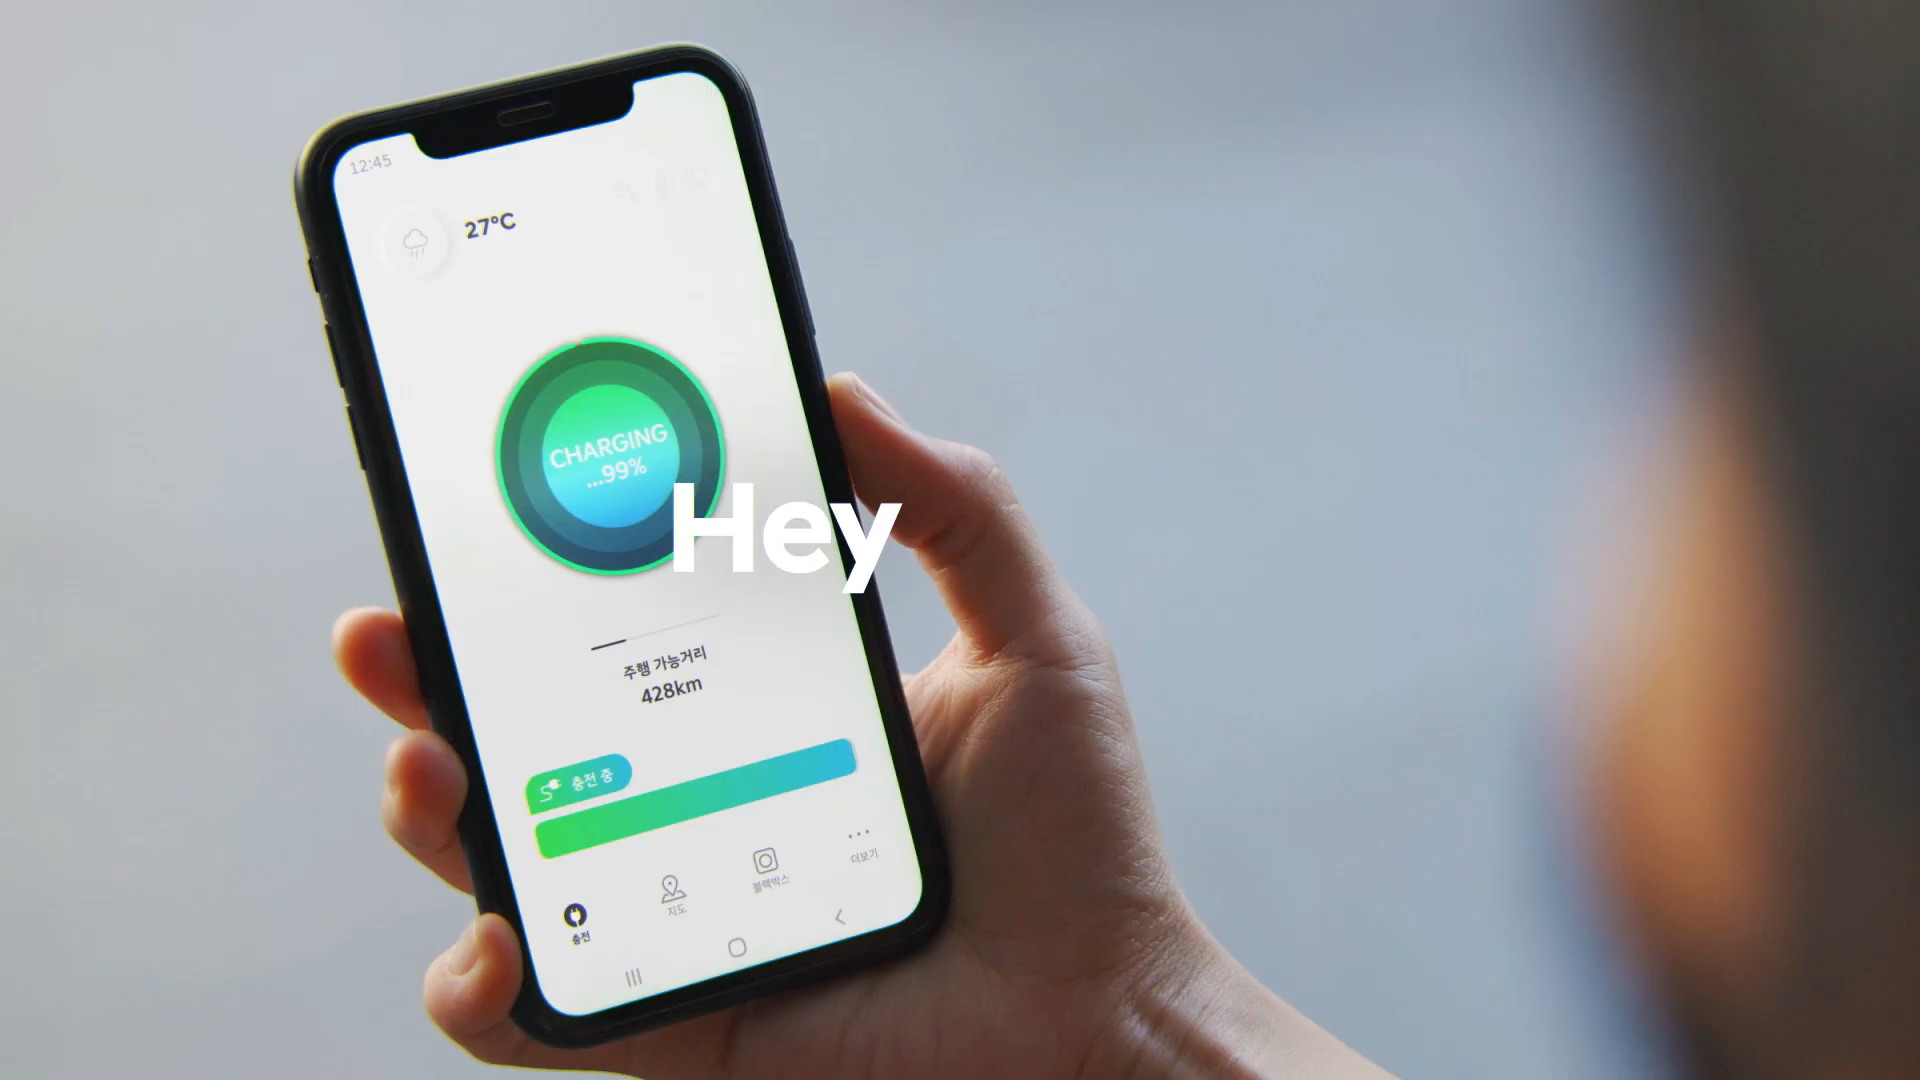 12:45
27°C
CHARGING
...99%
Hey
주행 가능거리
428km
충전 중
충전
지도
블랙박스
더보기